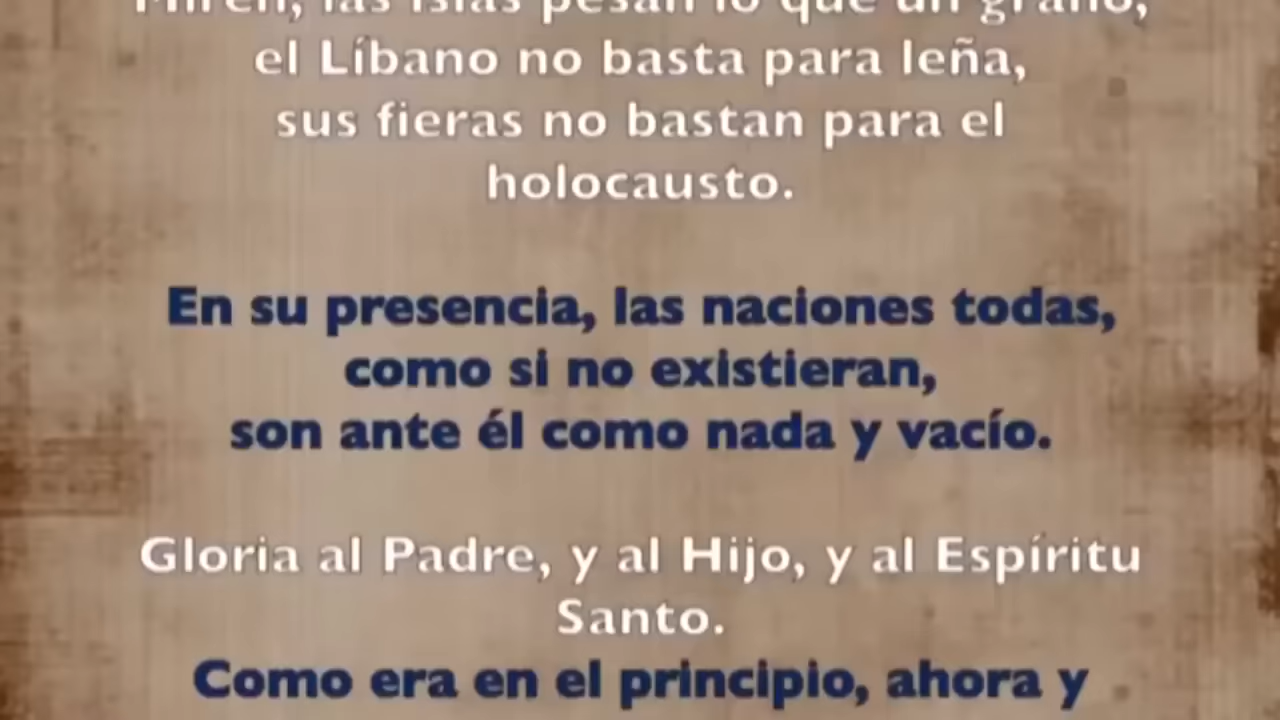 Miren, las islas pesan lo que un grano,
el Líbano no basta para leña,
sus fieras no bastan para el
holocausto.
En su presencia, las naciones todas,
como si no existieran,
son ante él como nada y vacío.
Gloria al Padre, y al Hijo, y al Espíritu
Santo.
Como era en el principio, ahora y